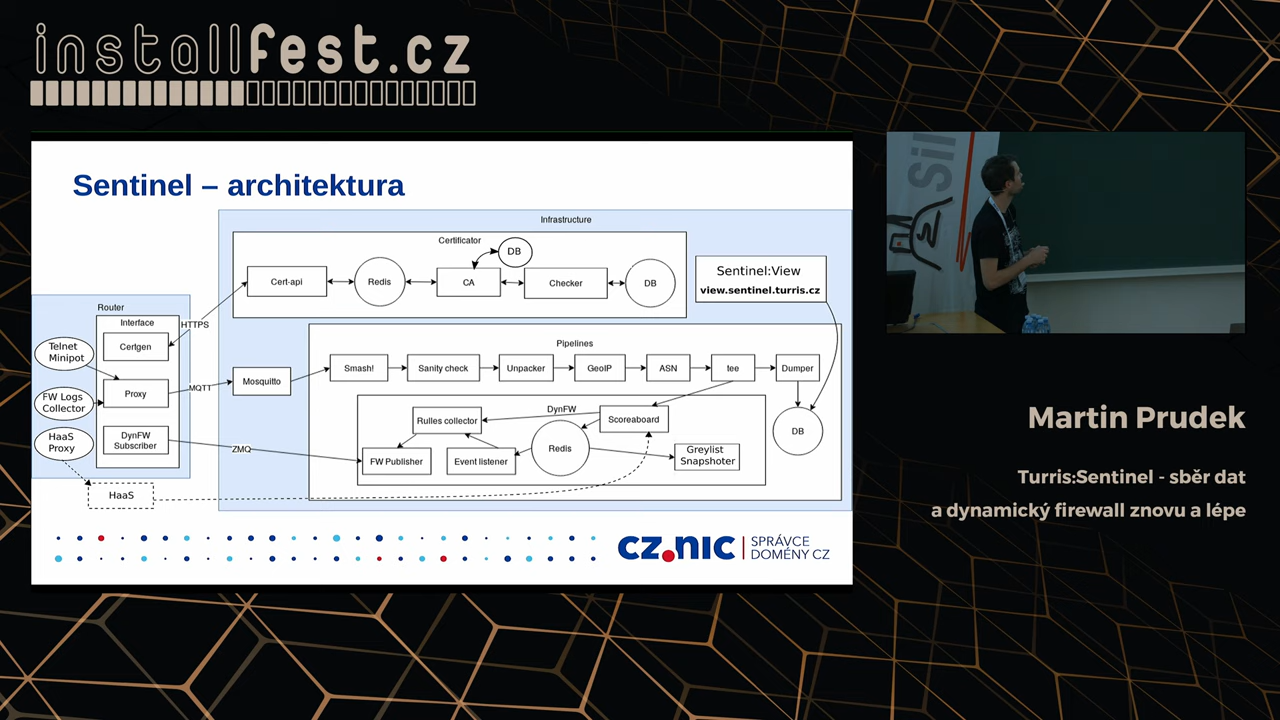 installfest.cz
Sentinel – architektura
Infrastructure
Certificator
DB
Cert-api
Redis
CA
Checker
DB
Sentinel:View
view.sentinel.turris.cz
Router
Interface
Certgen
HTTPS
Telnet
Minipot
Proxy
MQTT
Mosquitto
FW Logs
Collector
HaaS
Proxy
DynFW
Subscriber
ZMQ
HaaS
Pipelines
Smash!
Sanity check
Unpacker
GeoIP
ASN
tee
Dumper
DB
DynFW
Rulles collector
Scoreaboard
FW Publisher
Event listener
Redis
Greylist
Snapshoter
cz.nic
SPRÁVCE
DOMÉNY CZ
Sil
Martin Prudek
Turris:Sentinel - sběr dat
a dynamický firewall znovu a lépe